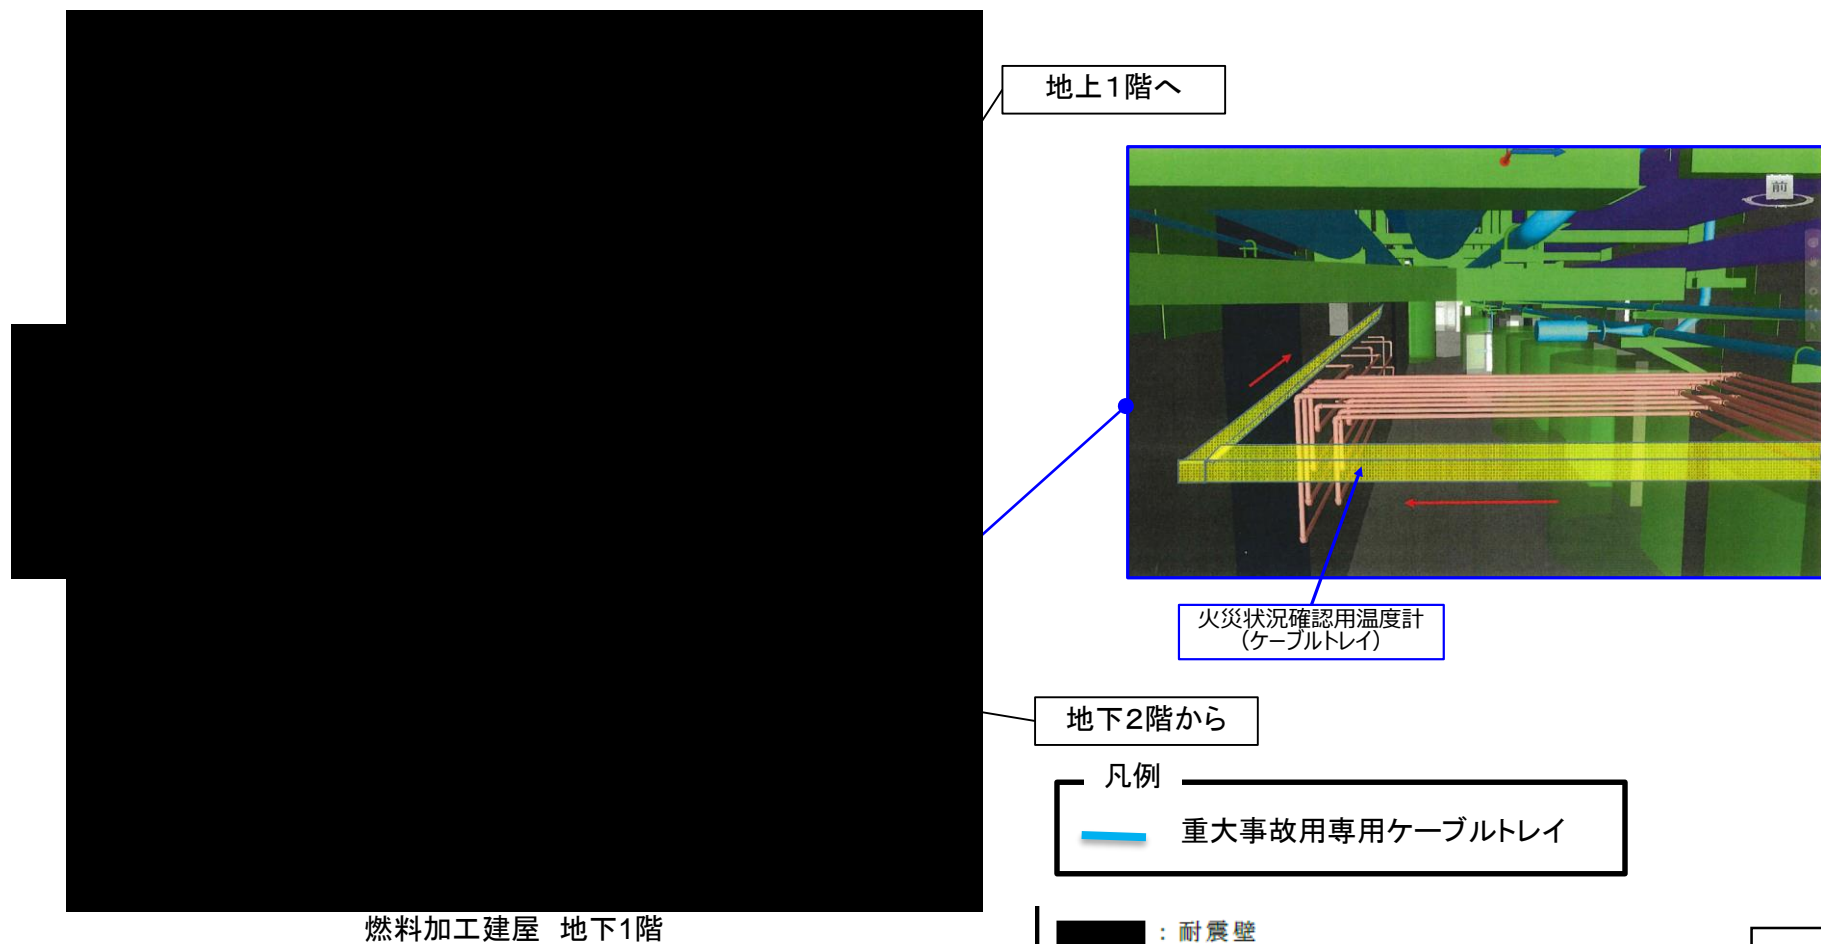 地上1階へ
前
火災状況確認用温度計
(ケーブルトレイ)
地下2階から
凡例
重大事故用専用ケーブルトレイ
燃料加工建屋　地下1階
：耐震壁